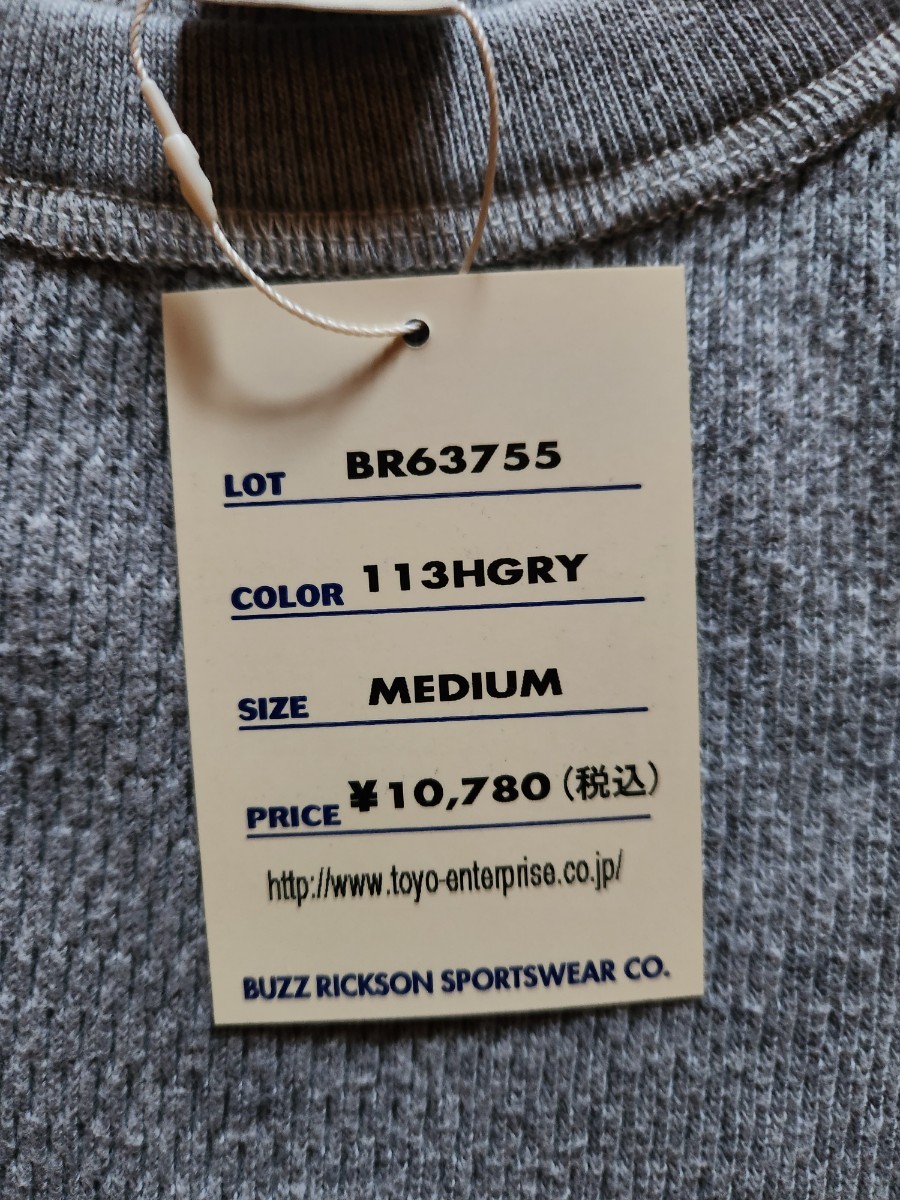 LOT BR63755
COLOR 113HGRY
SIZE MEDIUM
PRICE ¥10,780(税込)
http://www.toyo-enterprise.co.jp/
BUZZ RICKSON SPORTSWEAR CO.